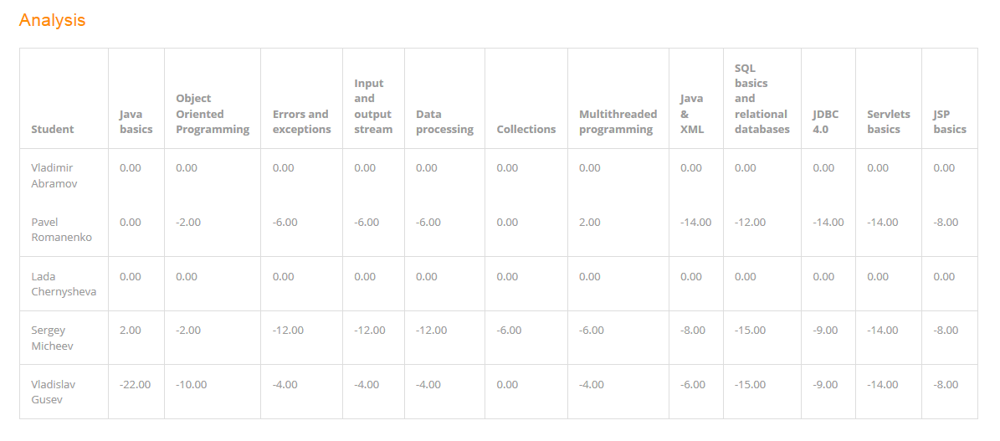 Analysis
Student | Java basics | Object Oriented Programming | Errors and exceptions | Input and output stream | Data processing | Collections | Multithreaded programming | Java & XML | SQL basics and relational databases | JDBC 4.0 | Servlets basics | JSP basics
Vladimir Abramov | 0.00 | 0.00 | 0.00 | 0.00 | 0.00 | 0.00 | 0.00 | 0.00 | 0.00 | 0.00 | 0.00 | 0.00
Pavel Romanenko | 0.00 | -2.00 | -6.00 | -6.00 | -6.00 | 0.00 | 2.00 | -14.00 | -12.00 | -14.00 | -14.00 | -8.00
Lada Chernysheva | 0.00 | 0.00 | 0.00 | 0.00 | 0.00 | 0.00 | 0.00 | 0.00 | 0.00 | 0.00 | 0.00 | 0.00
Sergey Micheev | 2.00 | -2.00 | -12.00 | -12.00 | -12.00 | -6.00 | -6.00 | -8.00 | -15.00 | -9.00 | -14.00 | -8.00
Vladislav Gusev | -22.00 | -10.00 | -4.00 | -4.00 | -4.00 | 0.00 | -4.00 | -6.00 | -15.00 | -9.00 | -14.00 | -8.00